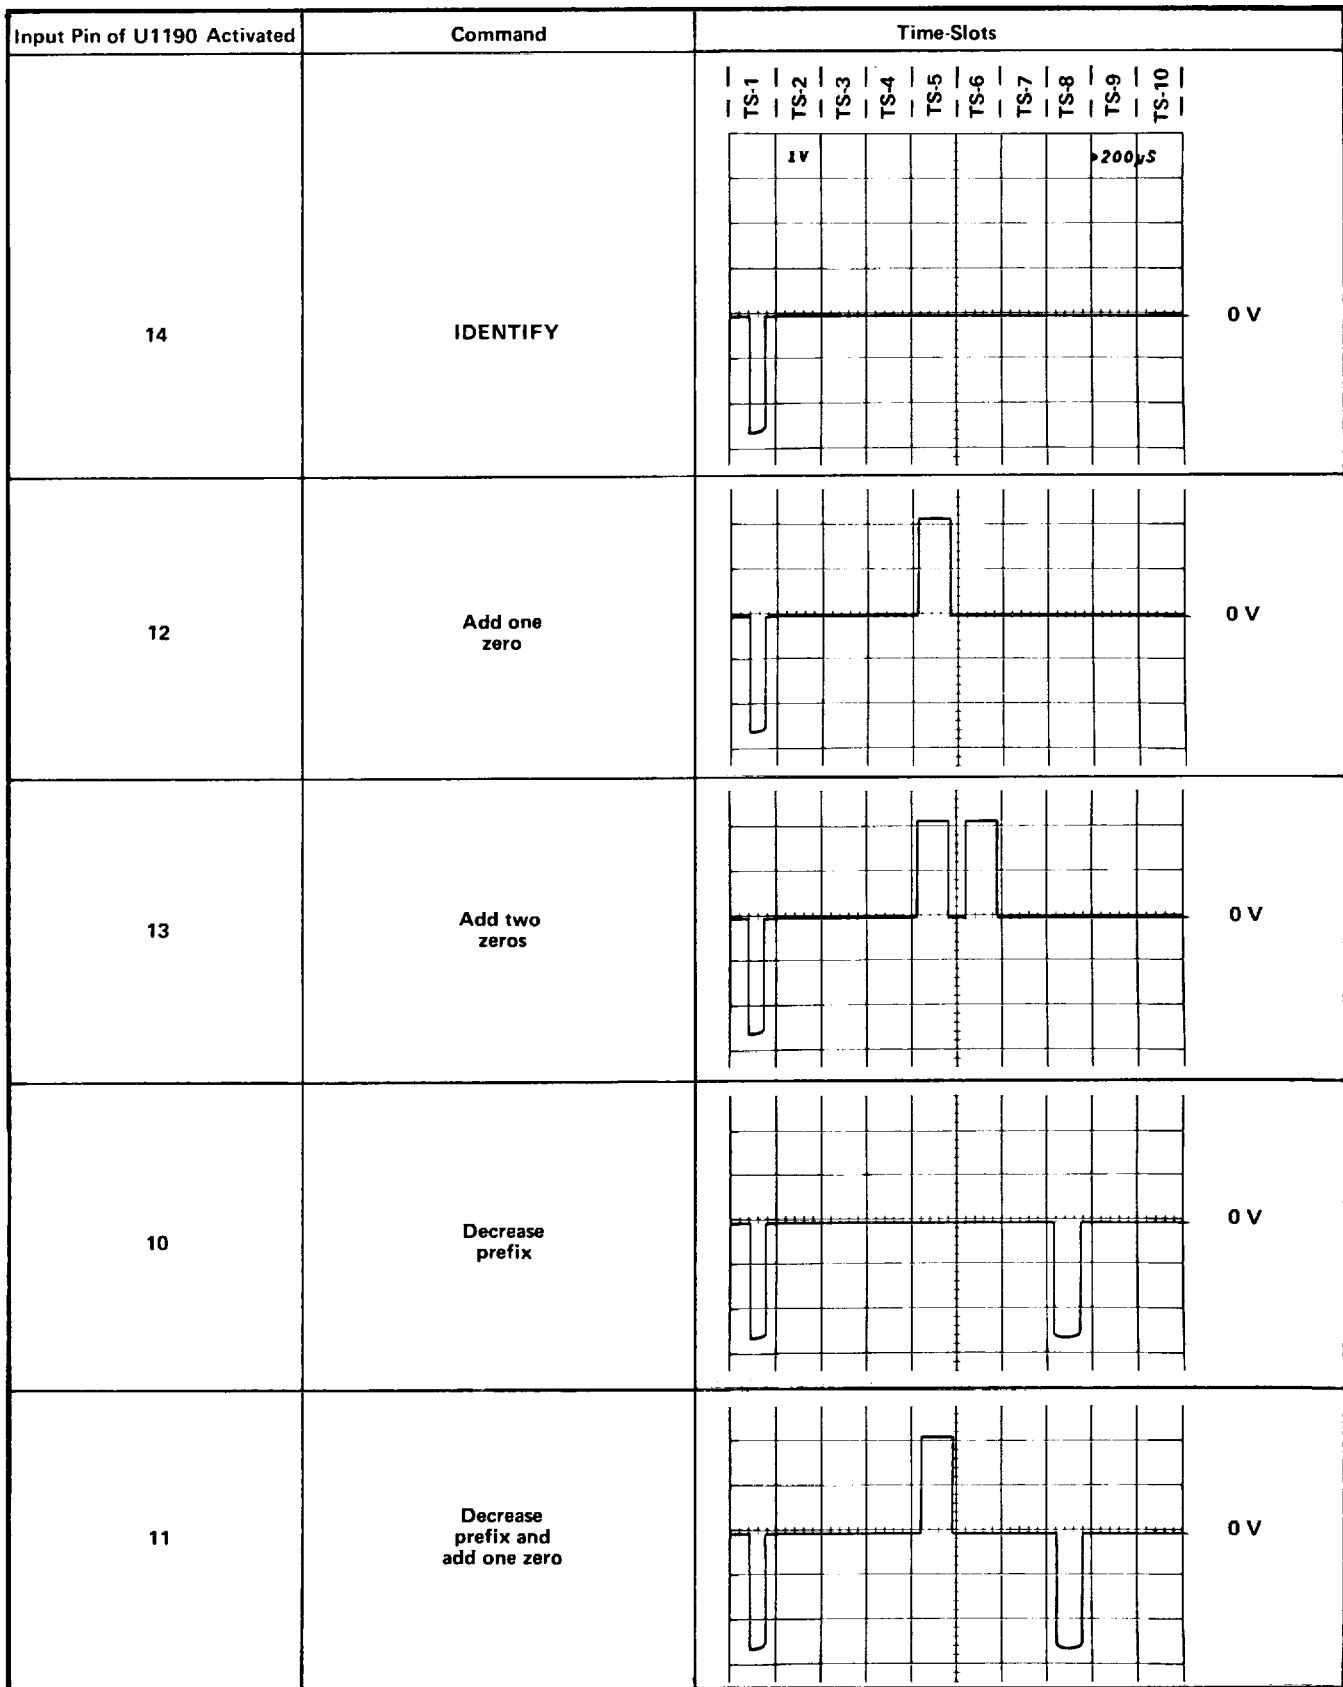 Input Pin of U1190 Activated
Command
Time-Slots
TS-1
TS-2
TS-3
TS-4
TS-5
TS-6
TS-7
TS-8
TS-9
TS-10
1V
200µS
14
IDENTIFY
0 V
12
Add one
zero
0 V
13
Add two
zeros
0 V
10
Decrease
prefix
0 V
11
Decrease
prefix and
add one zero
0 V